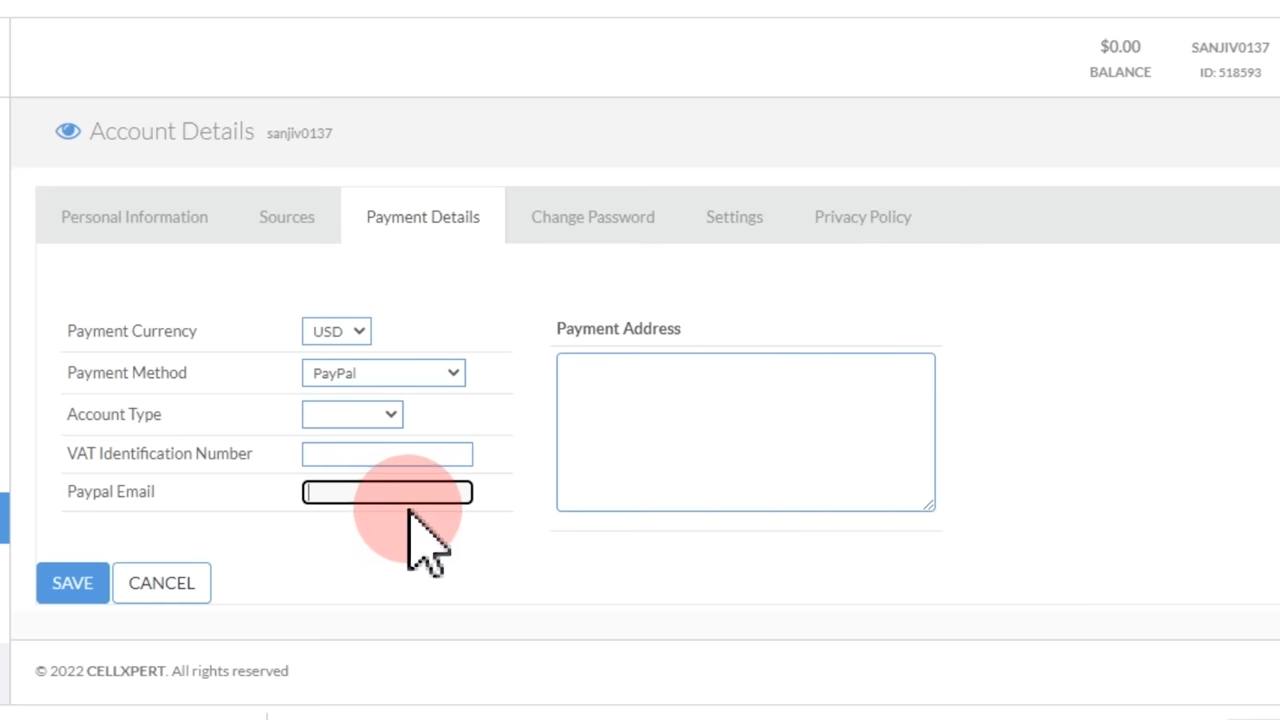 $0.00 SANJIV0137
BALANCE ID: 518593
Account Details sanjiv0137
Personal Information Sources Payment Details Change Password Settings Privacy Policy
Payment Currency USD
Payment Method PayPal
Account Type
VAT Identification Number
Paypal Email
Payment Address
SAVE CANCEL
© 2022 CELLXPERT. All rights reserved